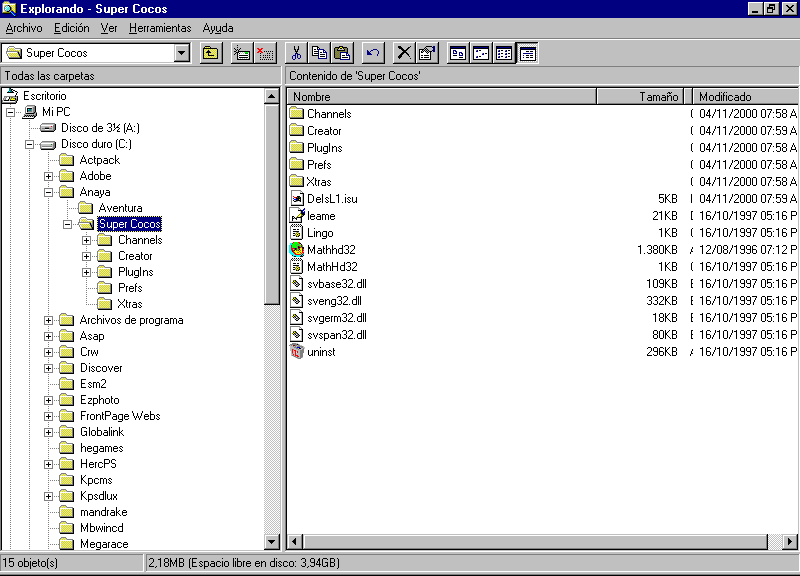 Explorando - Super Cocos
Archivo Edición Ver Herramientas Ayuda
Super Cocos
Todas las carpetas
Contenido de 'Super Cocos'
Escritorio
Mi PC
Disco de 3½ (A:)
Disco duro (C:)
Actpack
Adobe
Anaya
Aventura
Super Cocos
Channels
Creator
PlugIns
Prefs
Xtras
Archivos de programa
Asap
Crw
Discover
Esm2
Ezphoto
FrontPage Webs
Globalink
hegames
HercPS
Kpcms
Kpsdlux
mandrake
Mbwincd
Megarace
Nombre Tamaño Modificado
Channels 04/11/2000 07:58 A
Creator 04/11/2000 07:59 A
PlugIns 04/11/2000 07:58 A
Prefs 04/11/2000 07:59 A
Xtras 04/11/2000 07:58 A
DelsL1.isu 5KB 04/11/2000 07:59 A
leame 21KB 16/10/1997 05:16 P
Lingo 1KB 16/10/1997 05:16 P
Mathhd32 1.380KB 12/08/1996 07:12 P
MathHd32 1KB 16/10/1997 05:16 P
svbase32.dll 109KB 16/10/1997 05:16 P
sveng32.dll 332KB 16/10/1997 05:16 P
svgerm32.dll 18KB 16/10/1997 05:16 P
svspan32.dll 80KB 16/10/1997 05:16 P
uninst 296KB 16/10/1997 05:16 P
15 objeto(s) 2,18MB (Espacio libre en disco: 3,94GB)